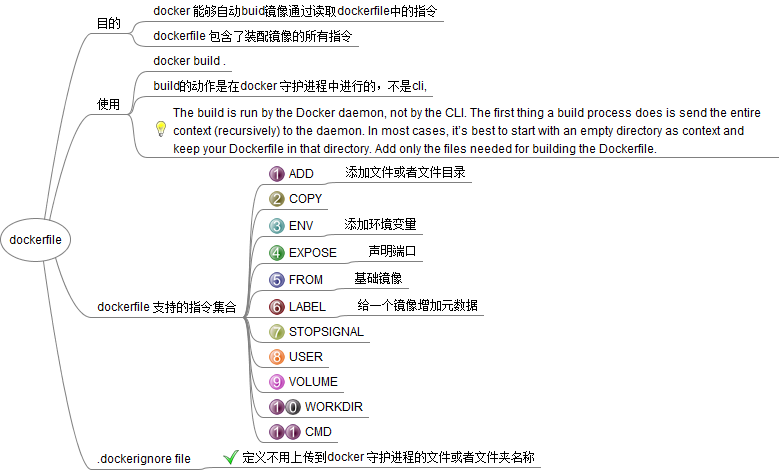 dockerfile
目的
docker 能够自动buid镜像通过读取dockerfile中的指令
dockerfile 包含了装配镜像的所有指令
使用
docker build .
build的动作是在docker 守护进程中进行的，不是cli,
The build is run by the Docker daemon, not by the CLI. The first thing a build process does is send the entire
context (recursively) to the daemon. In most cases, it's best to start with an empty directory as context and
keep your Dockerfile in that directory. Add only the files needed for building the Dockerfile.
dockerfile 支持的指令集合
1 ADD 添加文件或者文件目录
2 COPY
3 ENV 添加环境变量
4 EXPOSE 声明端口
5 FROM 基础镜像
6 LABEL 给一个镜像增加元数据
7 STOPSIGNAL
8 USER
9 VOLUME
10 WORKDIR
11 CMD
.dockerignore file
定义不用上传到docker 守护进程的文件或者文件夹名称